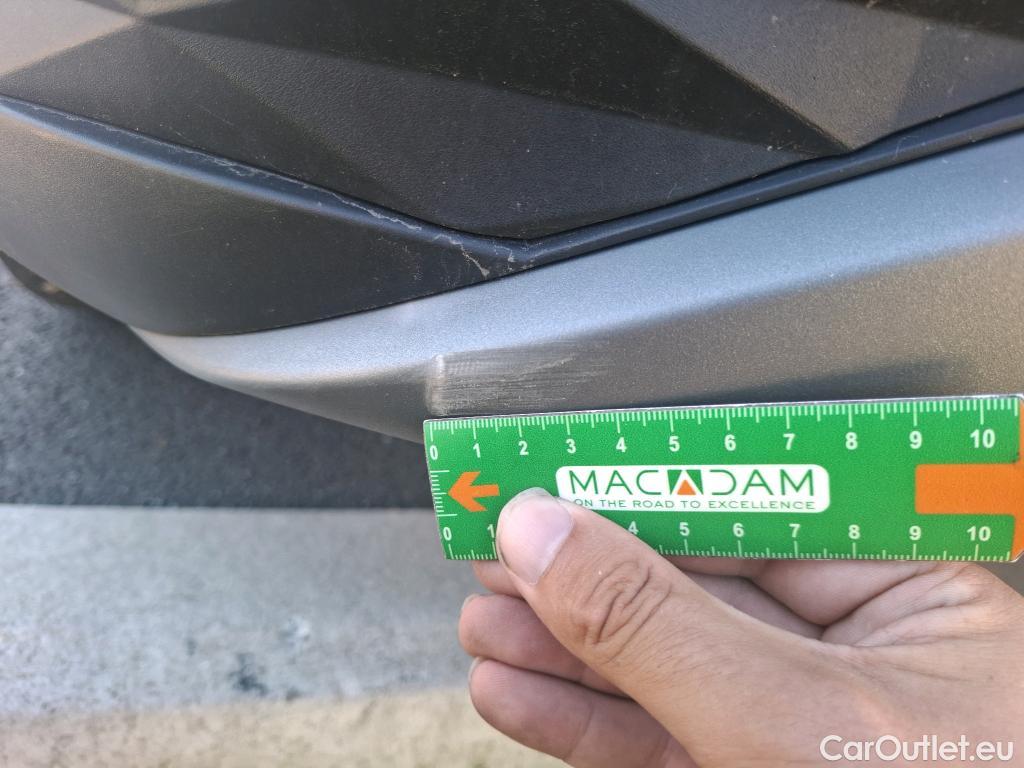 0 1 2 3 4 5 6 7 8 9 10
MACADAM
ON THE ROAD TO EXCELLENCE
0 1 4 5 6 7 8 9 10
CarOutlet.eu